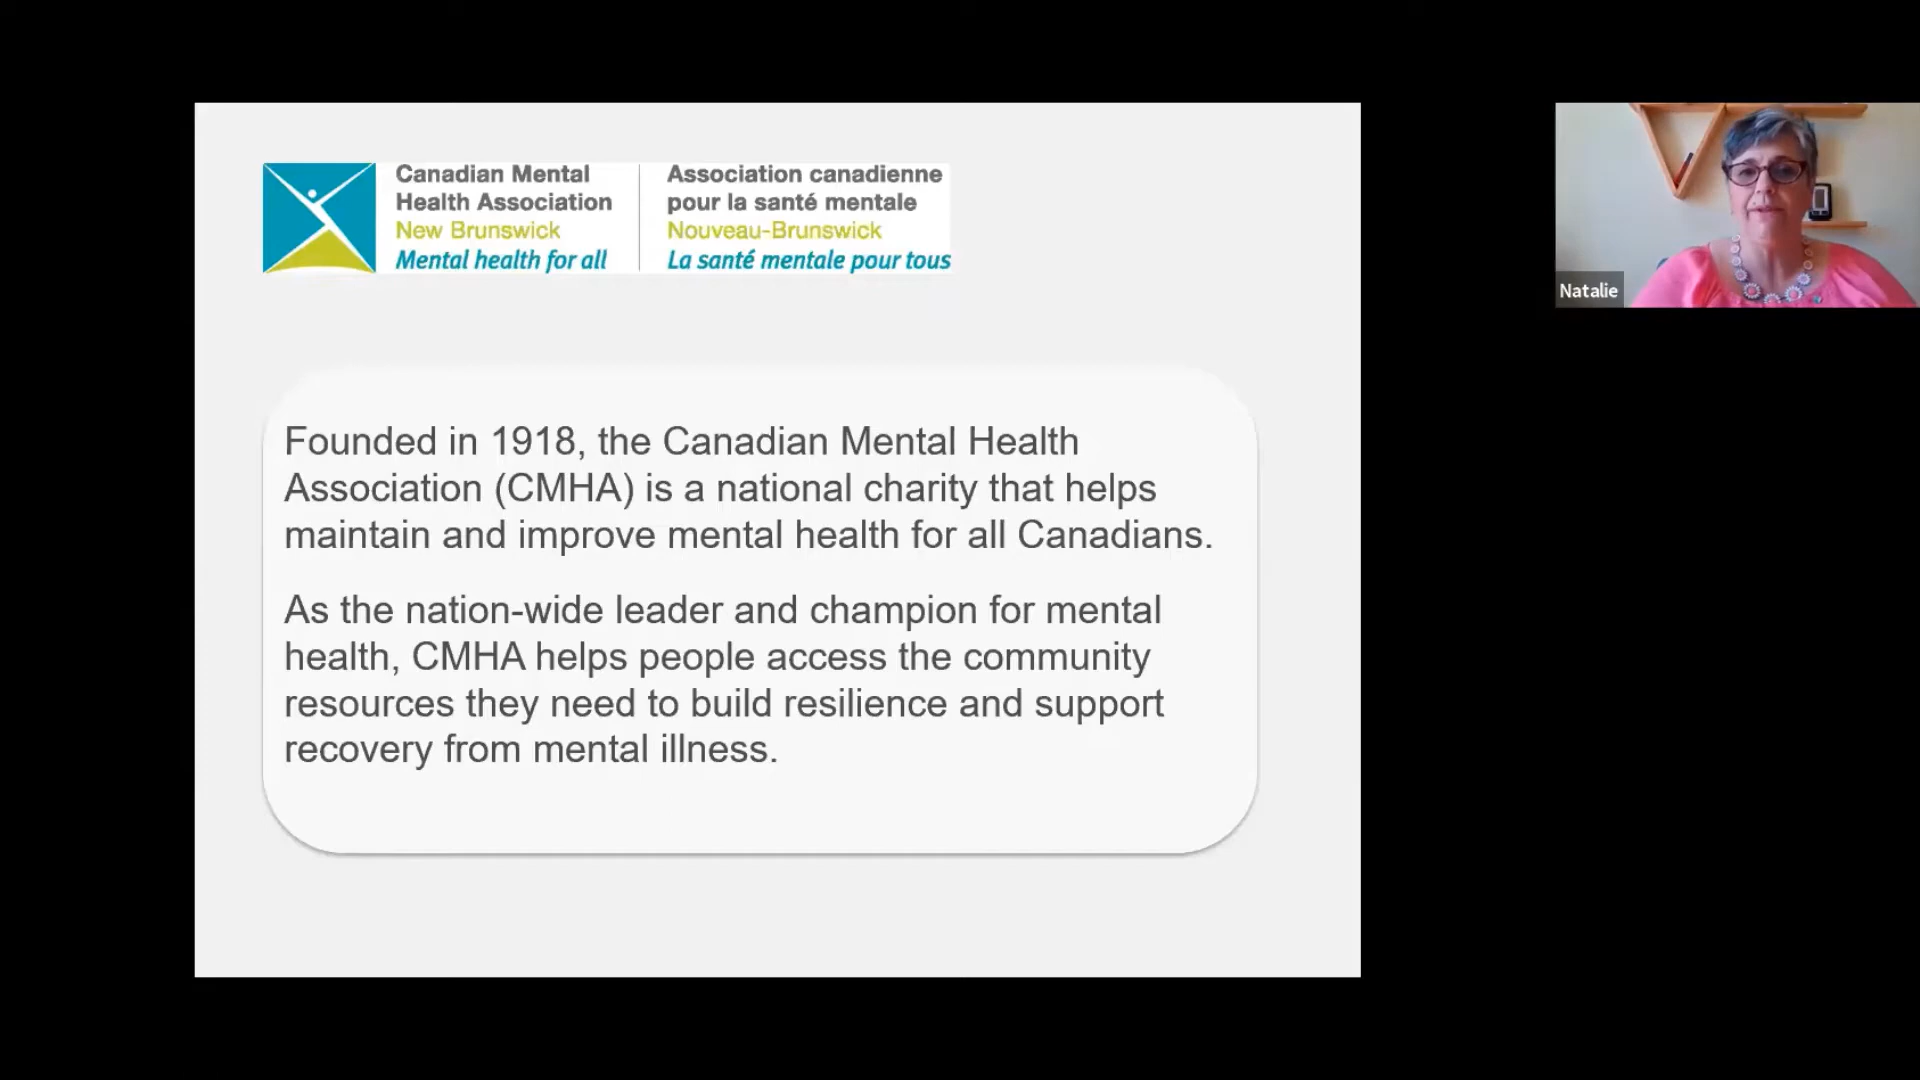 Canadian Mental
Health Association
New Brunswick
Mental health for all
Association canadienne
pour la santé mentale
Nouveau-Brunswick
La santé mentale pour tous
Natalie
Founded in 1918, the Canadian Mental Health
Association (CMHA) is a national charity that helps
maintain and improve mental health for all Canadians.
As the nation-wide leader and champion for mental
health, CMHA helps people access the community
resources they need to build resilience and support
recovery from mental illness.